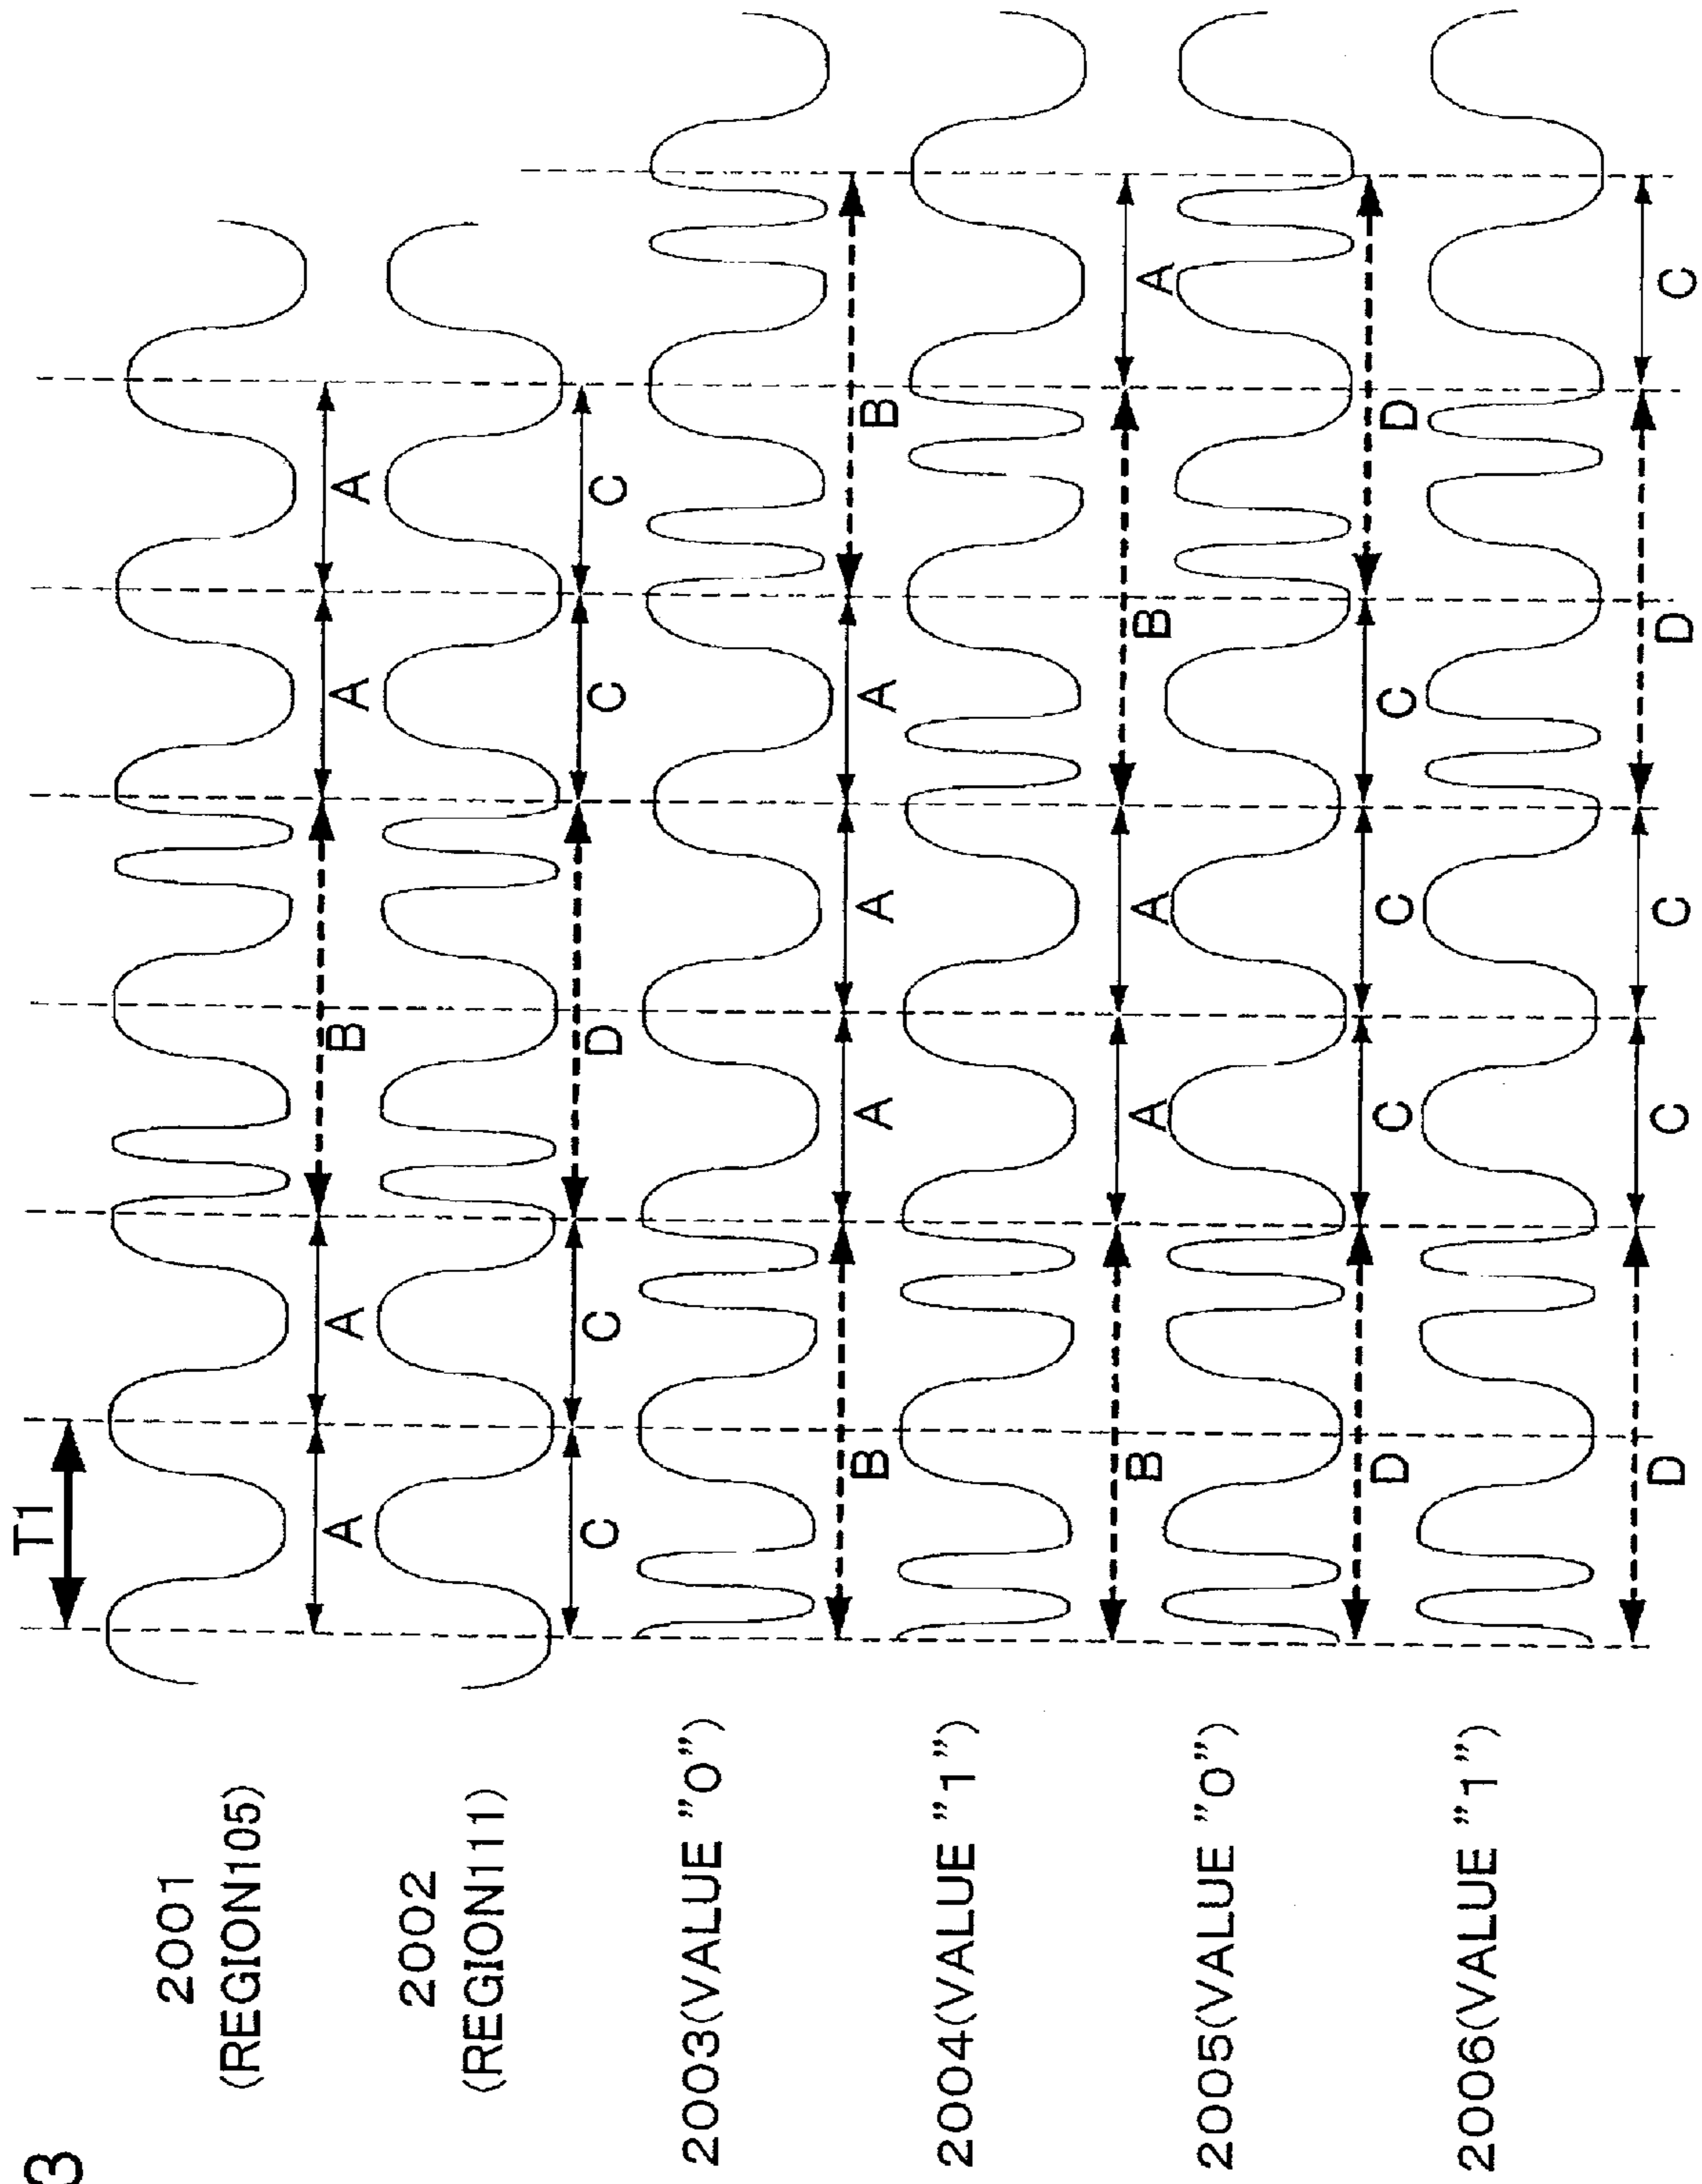 3
T1
2001
(REGION105)
A A B A A
2002
(REGION111)
C C D C C
2003(VALUE "0")
B A A A B
2004(VALUE "1")
B A A B A
2005(VALUE "0")
D C C C D
2006(VALUE "1")
D C C D C